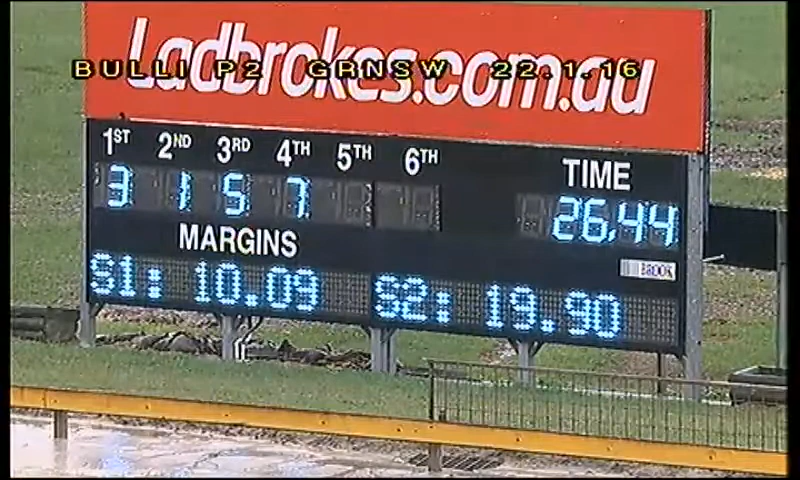 Ladbrokes.com.au
BULLI P2 GRNSW 22.1.16
1ST 2ND 3RD 4TH 5TH 6TH TIME
3 1 5 7 26.44
MARGINS
BROOK
S1: 10.09 S2: 19.90